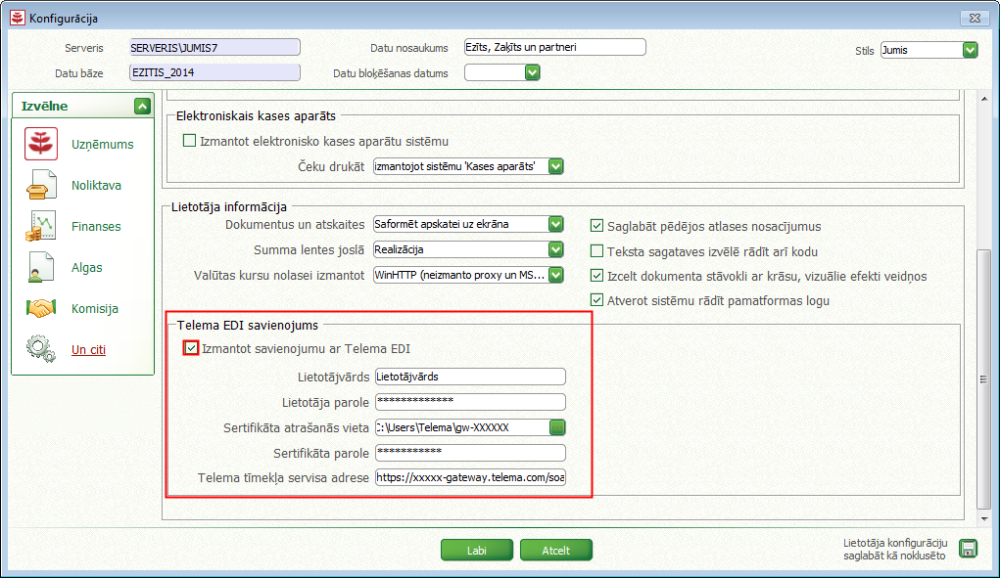 Konfigurācija
Serveris SERVERIS\JUMIS7 Datu nosaukums Ezīts, Zaķīts un partneri Stils Jumis
Datu bāze EZITIS_2014 Datu bloķēšanas datums
Izvēlne
Uzņēmums
Noliktava
Finanses
Algas
Komisija
Un citi
Elektroniskais kases aparāts
Izmantot elektronisko kases aparātu sistēmu
Čeku drukāt izmantojot sistēmu 'Kases aparāts'
Lietotāja informācija
Dokumentus un atskaites Saformēt apskatei uz ekrāna
Summa lentes joslā Realizācija
Valūtas kursu nolasei izmantot WinHTTP (neizmanto proxy un MS...
Saglabāt pēdējos atlases nosacījumus
Teksta sagataves izvēlē rādīt arī kodu
Izcelt dokumenta stāvokli ar krāsu, vizuālie efekti veidņos
Atverot sistēmu rādīt pamatformas logu
Telema EDI savienojums
Izmantot savienojumu ar Telema EDI
Lietotājvārds Lietotājvārds
Lietotāja parole *************
Sertifikāta atrašanās vieta C:\Users\Telema\gw-XXXXXX
Sertifikāta parole ***********
Telema tīmekļa servisa adrese https://xxxxx-gateway.telema.com/soa
Labi Atcelt
Lietotāja konfigurāciju
saglabāt kā noklusēto